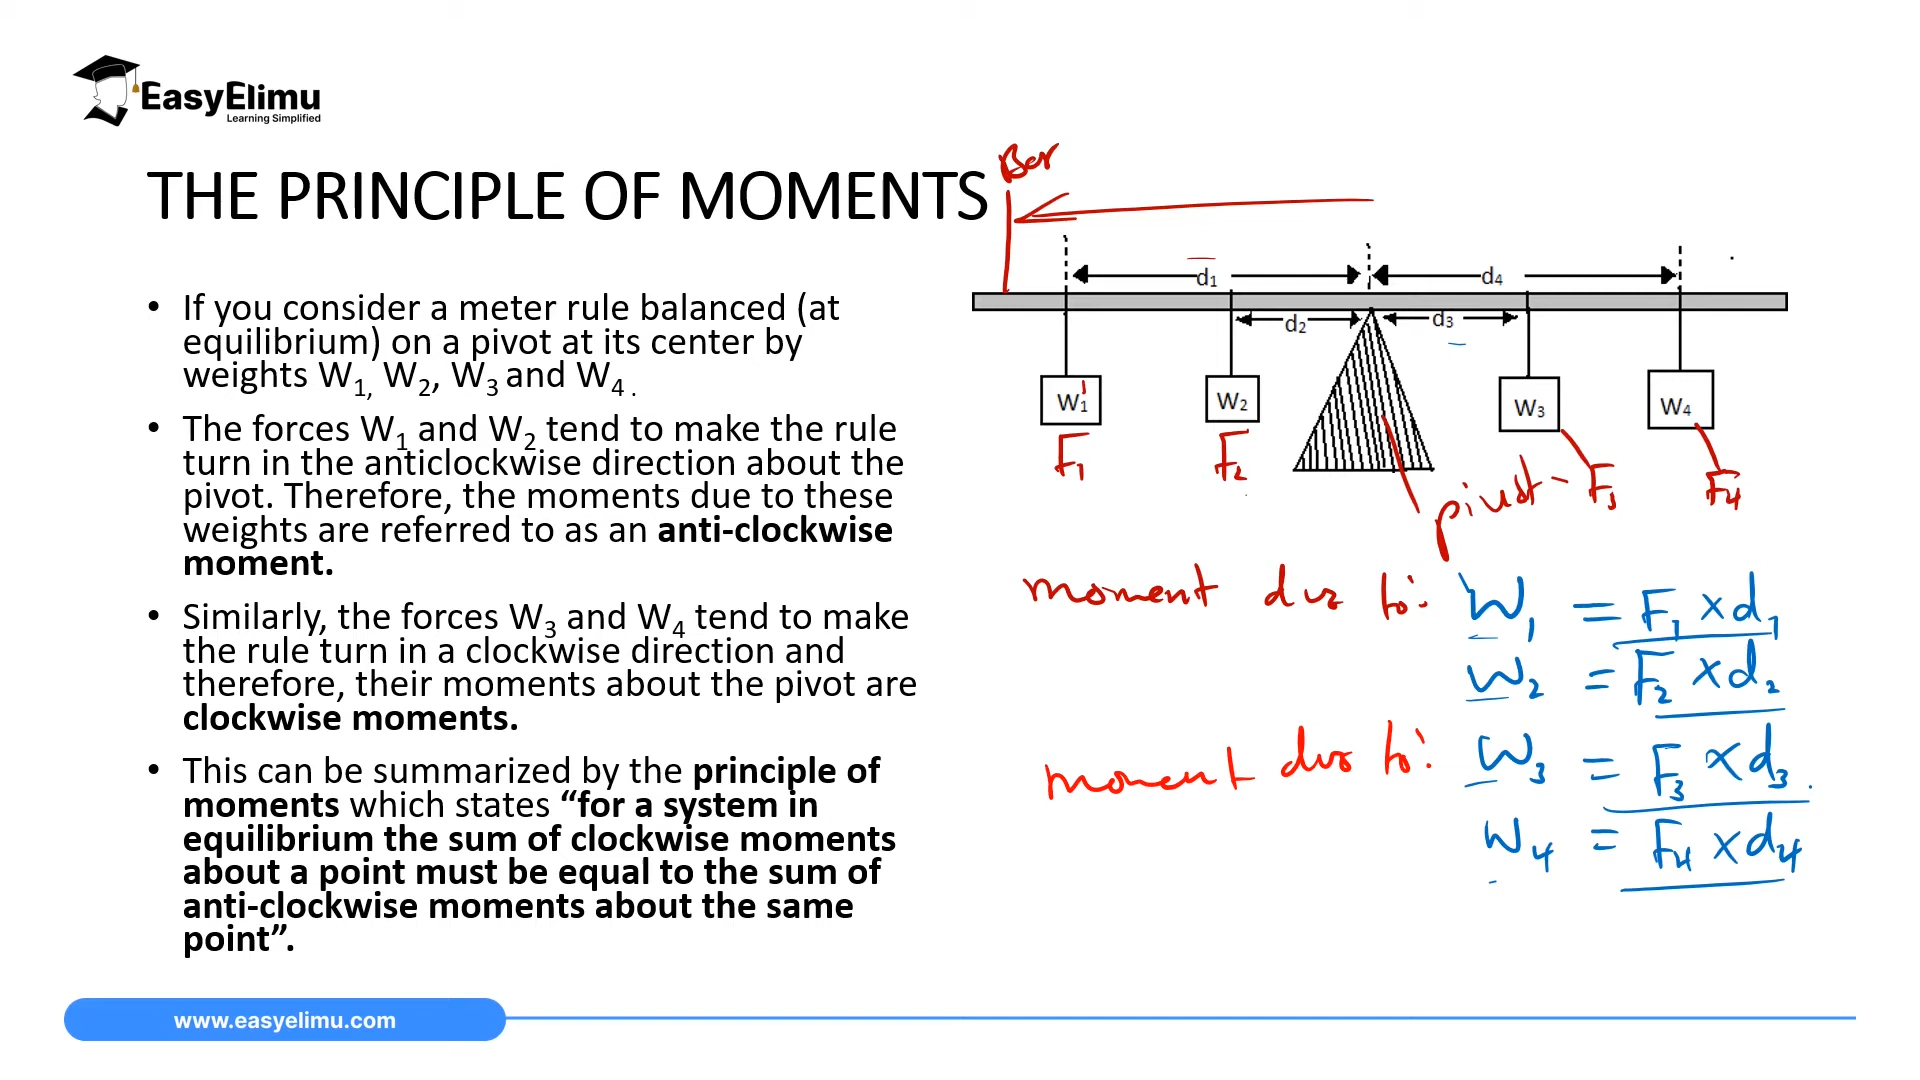 EasyElimu
Learning Simplified
THE PRINCIPLE OF MOMENTS
• If you consider a meter rule balanced (at
equilibrium) on a pivot at its center by
weights W1, W2, W3 and W4 .
• The forces W1 and W2 tend to make the rule
turn in the anticlockwise direction about the
pivot. Therefore, the moments due to these
weights are referred to as an anti-clockwise
moment.
• Similarly, the forces W3 and W4 tend to make
the rule turn in a clockwise direction and
therefore, their moments about the pivot are
clockwise moments.
• This can be summarized by the principle of
moments which states “for a system in
equilibrium the sum of clockwise moments
about a point must be equal to the sum of
anti-clockwise moments about the same
point”.
Bar
d1 d4
d2 d3
W1 W2 W3 W4
F1 F2 pivot F3 F4
moment due to: W1 = F1 x d1
W2 = F2 x d2
moment due to: W3 = F3 x d3
W4 = F4 x d4
www.easyelimu.com